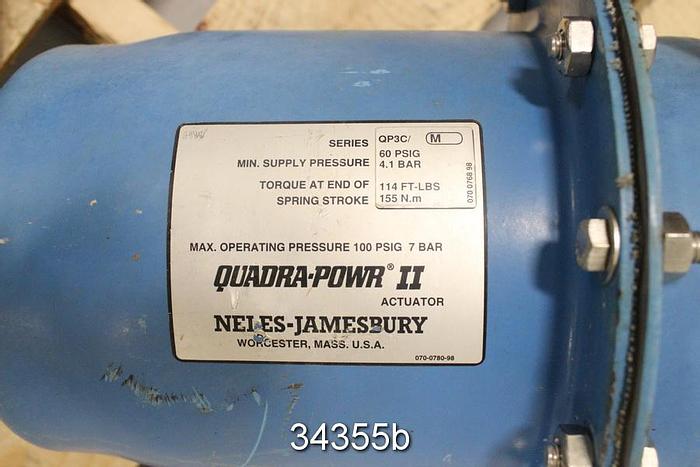 SERIES QP3C/ M
MIN. SUPPLY PRESSURE 60 PSIG 4.1 BAR
TORQUE AT END OF SPRING STROKE 114 FT-LBS 155 N.m
070 0768 98
MAX. OPERATING PRESSURE 100 PSIG 7 BAR
QUADRA-POWR® II
ACTUATOR
NELES-JAMESBURY
WORCESTER, MASS. U.S.A.
070-0780-98
34355b